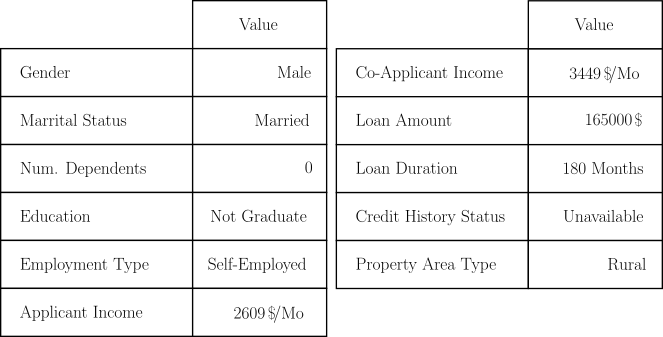 Value
Gender Male
Marrital Status Married
Num. Dependents 0
Education Not Graduate
Employment Type Self-Employed
Applicant Income 2609 $/Mo
Value
Co-Applicant Income 3449 $/Mo
Loan Amount 165000 $
Loan Duration 180 Months
Credit History Status Unavailable
Property Area Type Rural